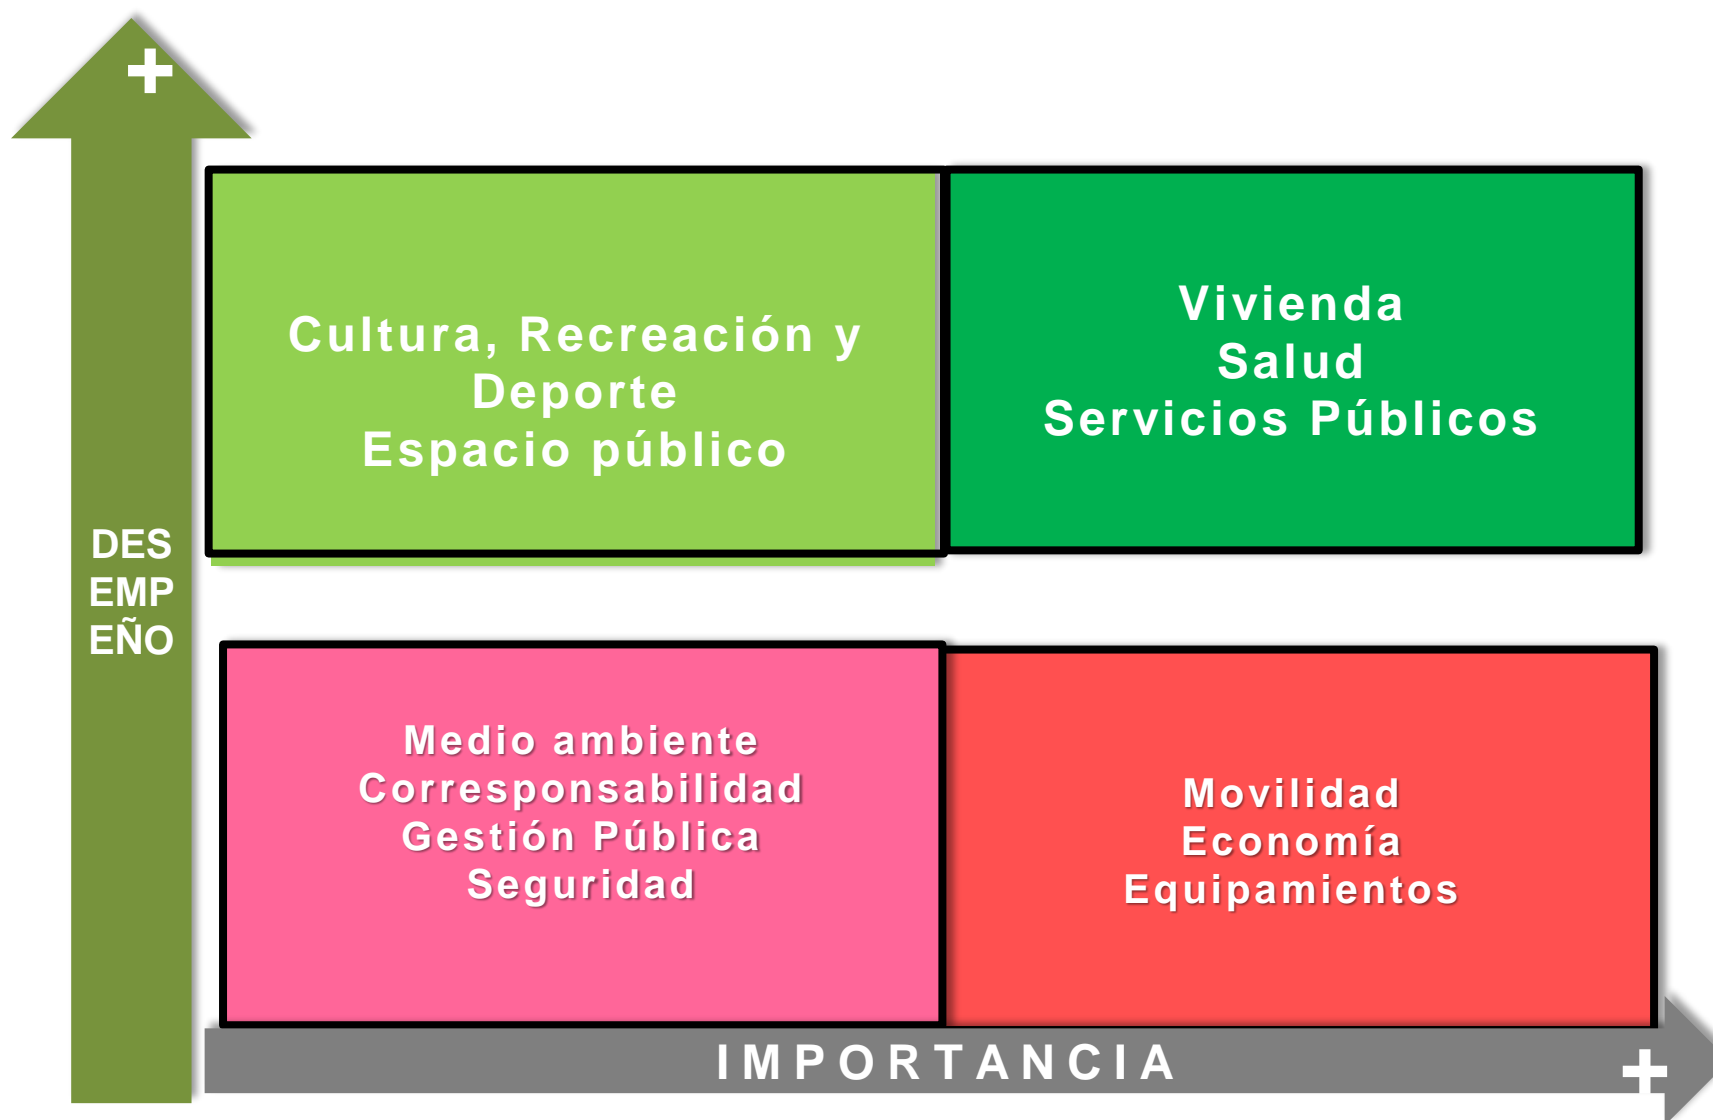 +
Cultura, Recreación y
Deporte
Espacio público
Vivienda
Salud
Servicios Públicos
DES
EMP
EÑO
Medio ambiente
Corresponsabilidad
Gestión Pública
Seguridad
Movilidad
Economía
Equipamientos
IMPORTANCIA
+